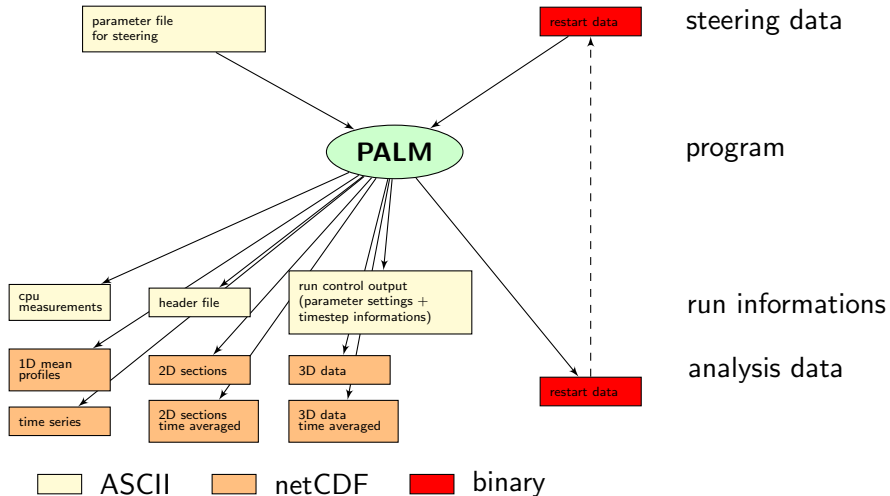 parameter file
for steering
restart data
steering data
PALM
program
cpu
measurements
header file
run control output
(parameter settings +
timestep informations)
run informations
1D mean
profiles
2D sections
3D data
restart data
analysis data
time series
2D sections
time averaged
3D data
time averaged
ASCII
netCDF
binary